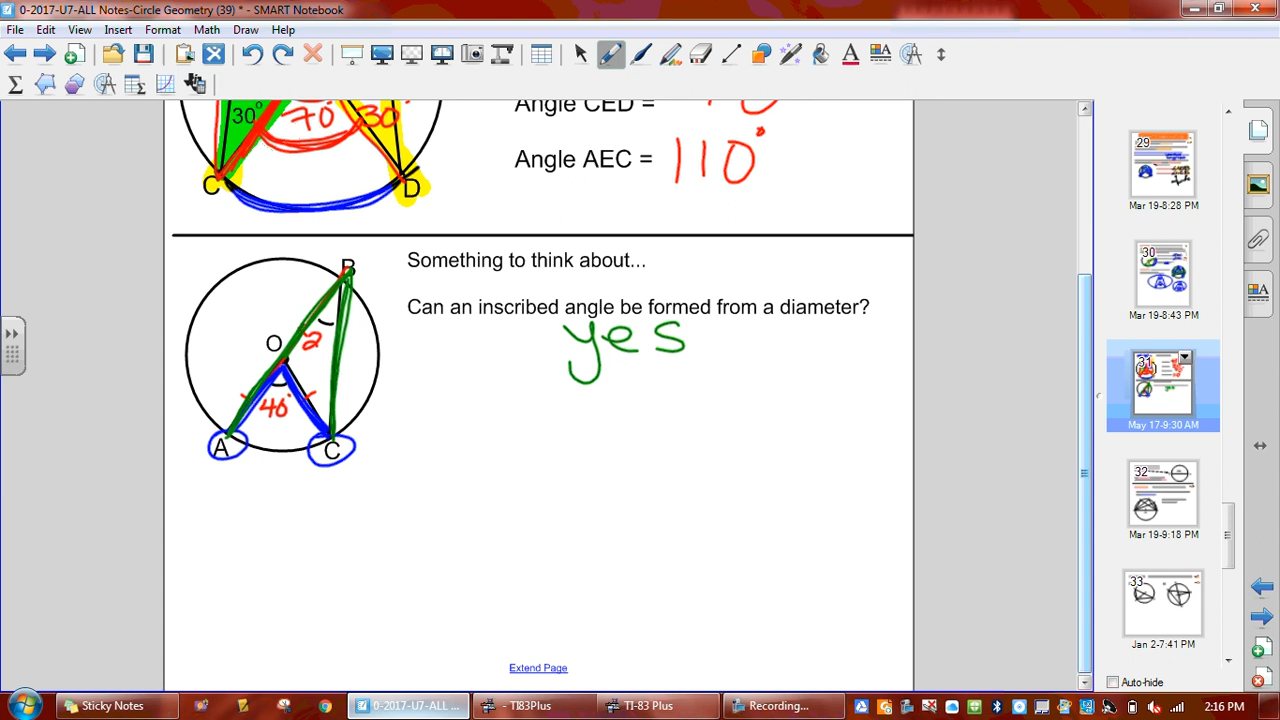 0-2017-U7-ALL Notes-Circle Geometry (39) * - SMART Notebook
File Edit View Insert Format Math Draw Help
30° 70° 30°
Angle CED =
Angle AEC = 110°
C D
Something to think about...
Can an inscribed angle be formed from a diameter?
yes
B
O
2
40°
A C
Extend Page
29
Mar 19-8:28 PM
30
Mar 19-8:43 PM
31
May 17-9:30 AM
32
Mar 19-9:18 PM
33
Jan 2-7:41 PM
Auto-hide
Sticky Notes
0-2017-U7-ALL ...
- TI83Plus
TI-83 Plus
Recording...
2:16 PM